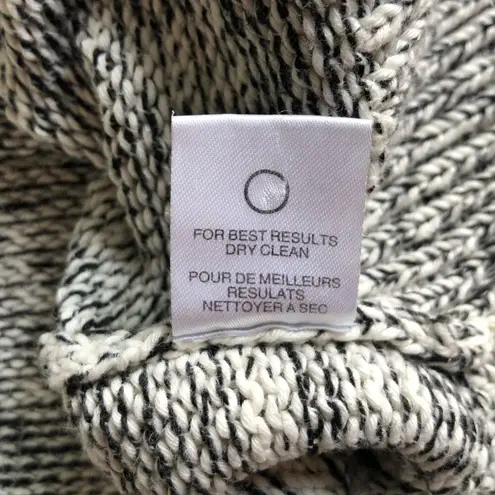 FOR BEST RESULTS
DRY CLEAN
POUR DE MEILLEURS
RESULATS
NETTOYER A SEC